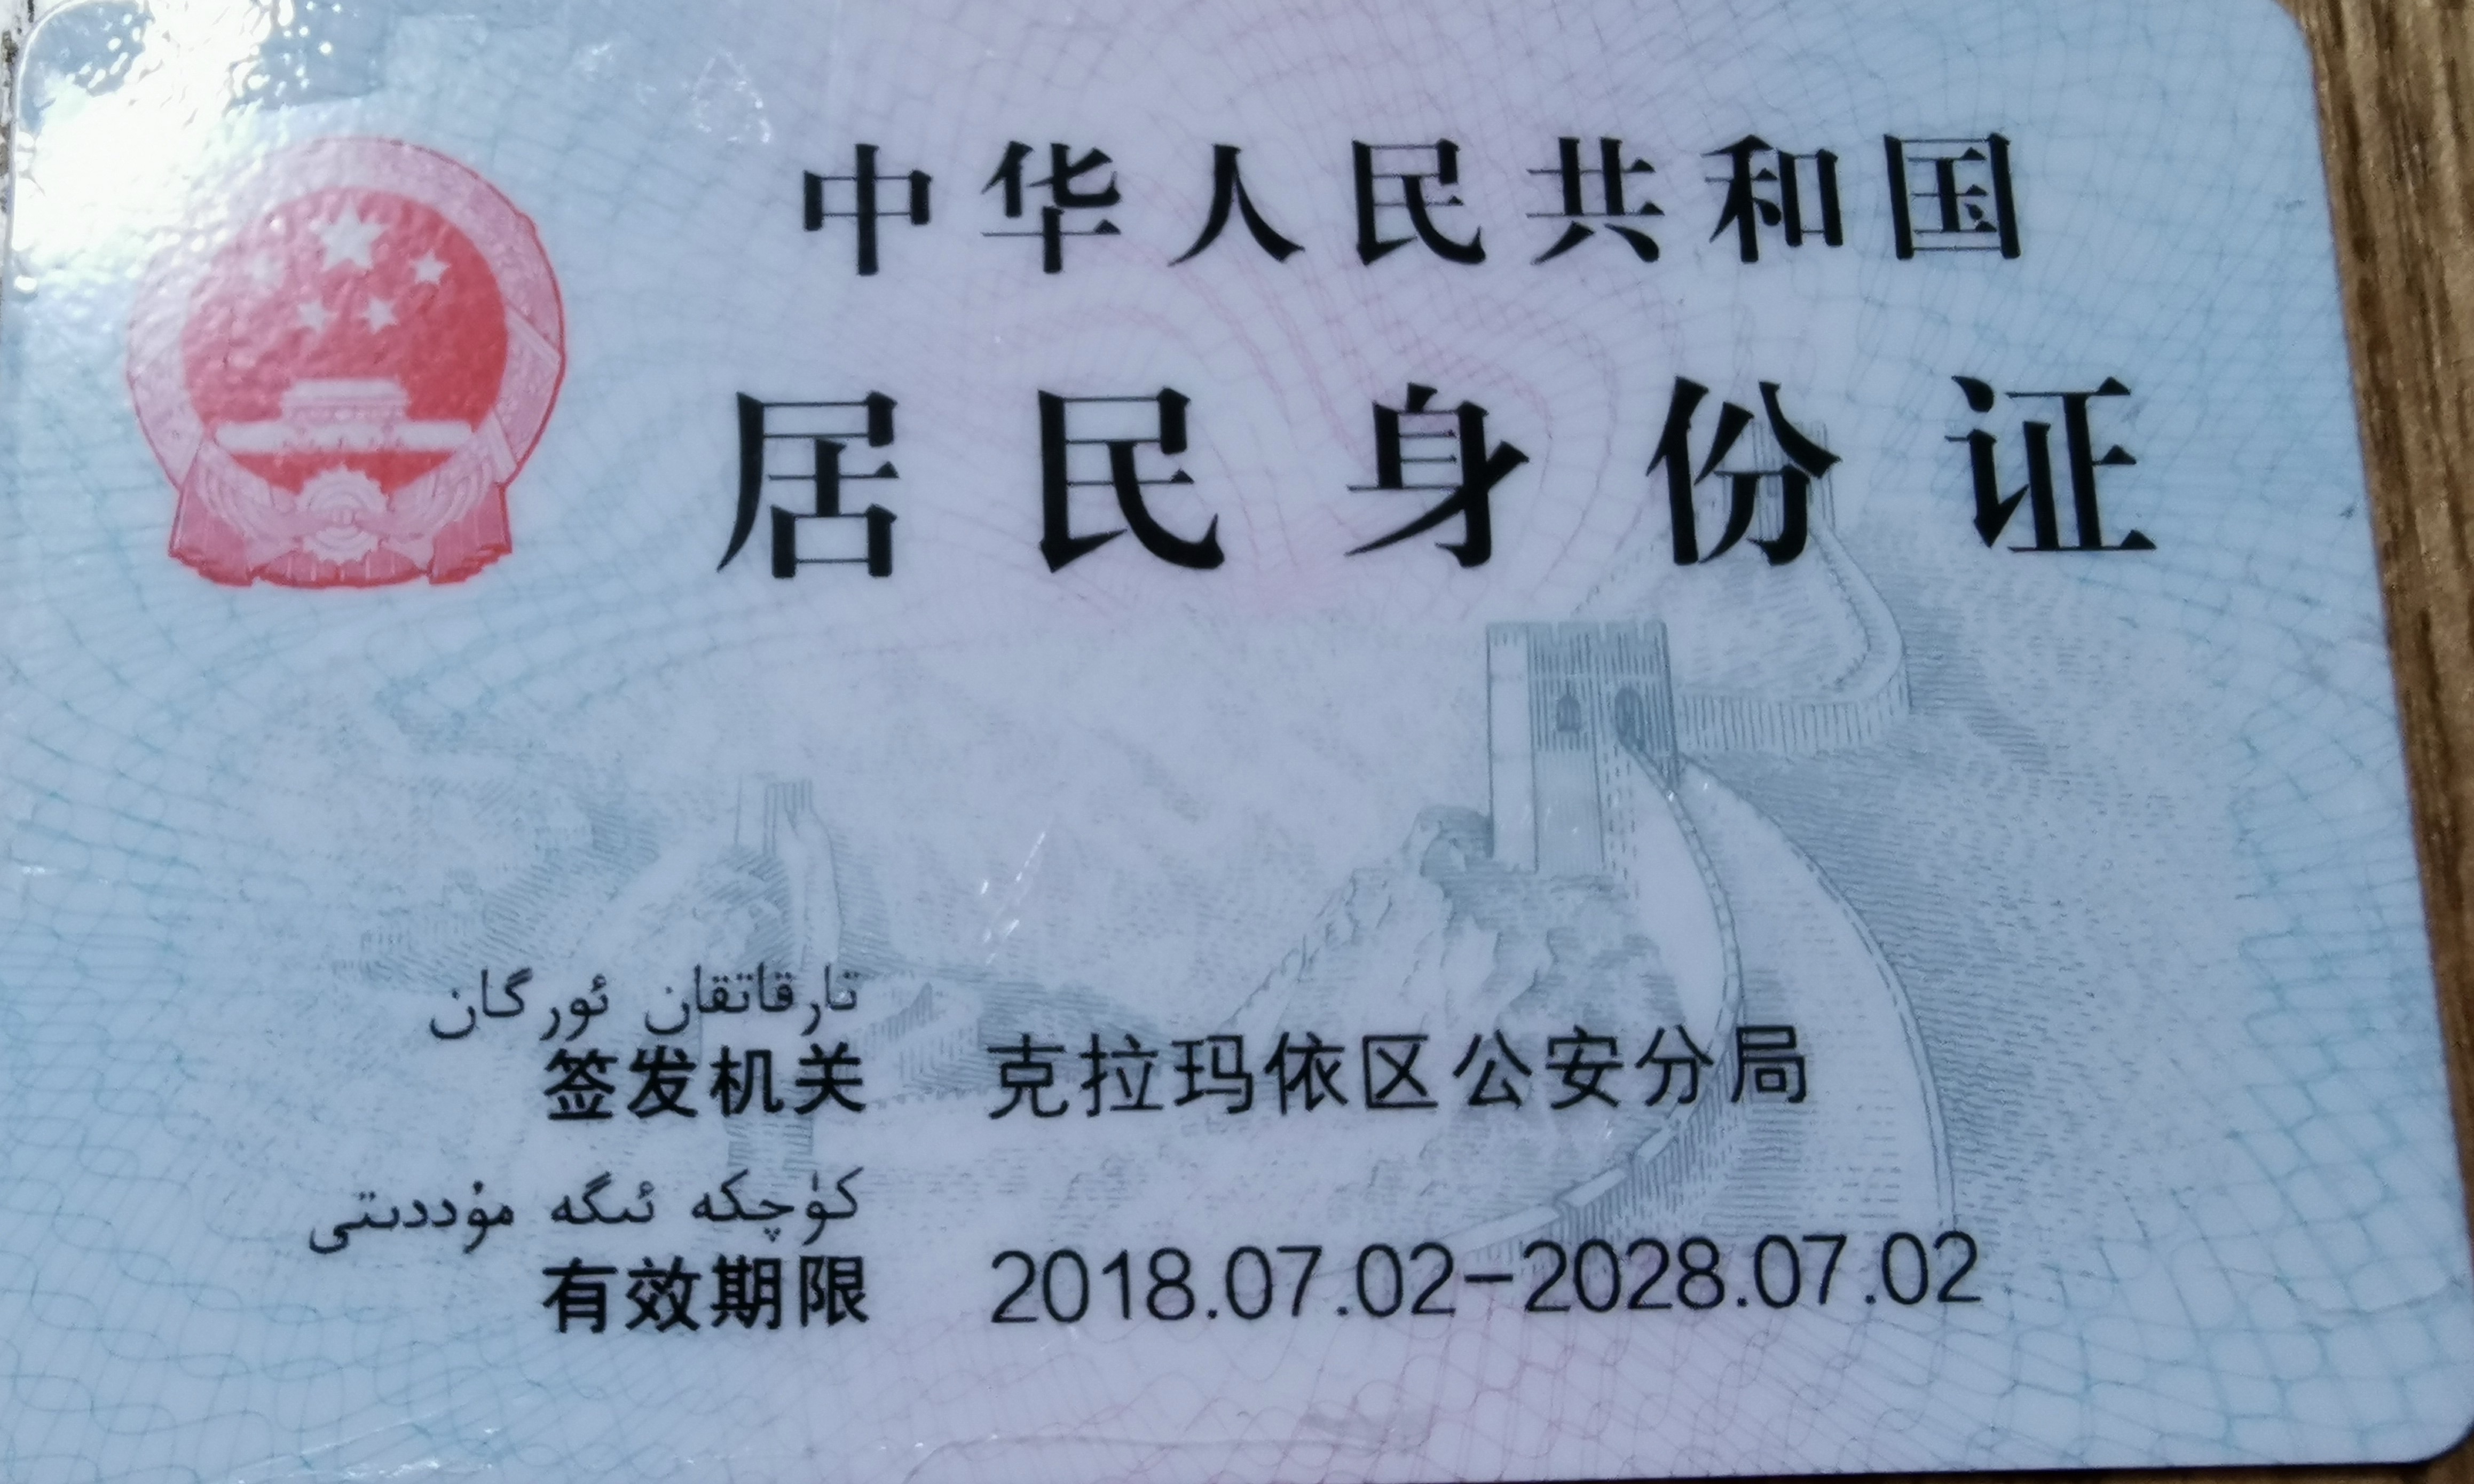 中华人民共和国
居民身份证
تارقاتقان ئورگان
签发机关 克拉玛依区公安分局
كۈچكە ئىگە مۇددىتى
有效期限 2018.07.02-2028.07.02